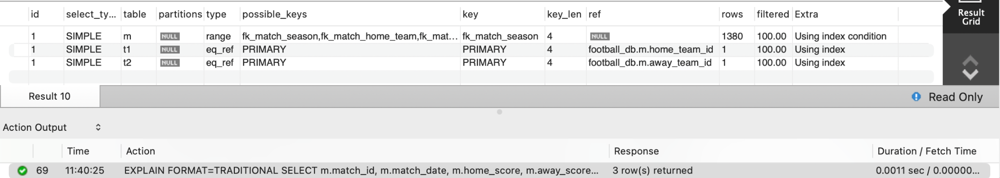 id select_ty... table partitions type possible_keys key key_len ref rows filtered Extra
1 SIMPLE m NULL range fk_match_season,fk_match_home_team,fk_mat... fk_match_season 4 NULL 1380 100.00 Using index condition
1 SIMPLE t1 NULL eq_ref PRIMARY PRIMARY 4 football_db.m.home_team_id 1 100.00 Using index
1 SIMPLE t2 NULL eq_ref PRIMARY PRIMARY 4 football_db.m.away_team_id 1 100.00 Using index
Result
Grid
Result 10 Read Only
Action Output
Time Action Response Duration / Fetch Time
69 11:40:25 EXPLAIN FORMAT=TRADITIONAL SELECT m.match_id, m.match_date, m.home_score, m.away_score... 3 row(s) returned 0.0011 sec / 0.00000...